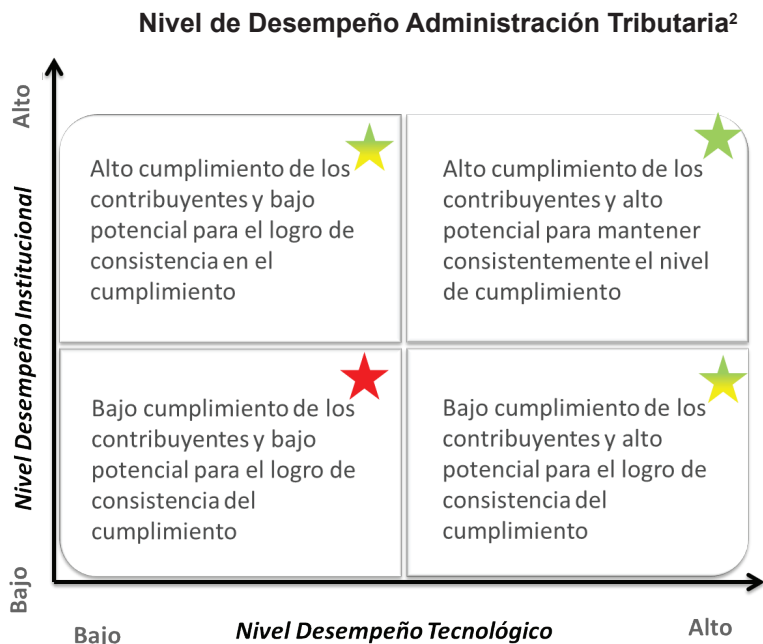 Nivel de Desempeño Administración Tributaria²
Alto
Nivel Desempeño Institucional
Bajo
Alto cumplimiento de los
contribuyentes y bajo
potencial para el logro de
consistencia en el
cumplimiento
Alto cumplimiento de los
contribuyentes y alto
potencial para mantener
consistentemente el nivel
de cumplimiento
Bajo cumplimiento de los
contribuyentes y bajo
potencial para el logro de
consistencia del
cumplimiento
Bajo cumplimiento de los
contribuyentes y alto
potencial para el logro de
consistencia del
cumplimiento
Bajo
Nivel Desempeño Tecnológico
Alto